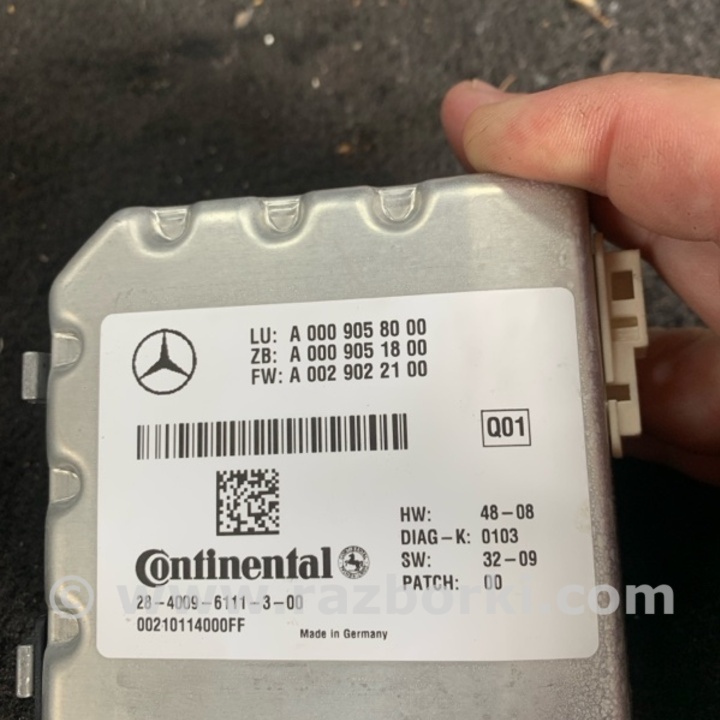 LU: A 000 905 80 00
ZB: A 000 905 18 00
FW: A 002 902 21 00
Q01
HW: 48-08
DIAG-K: 0103
SW: 32-09
PATCH: 00
Continental
28-4009-6111-3-00
00210114000FF
Made in Germany
© www.razborki.com